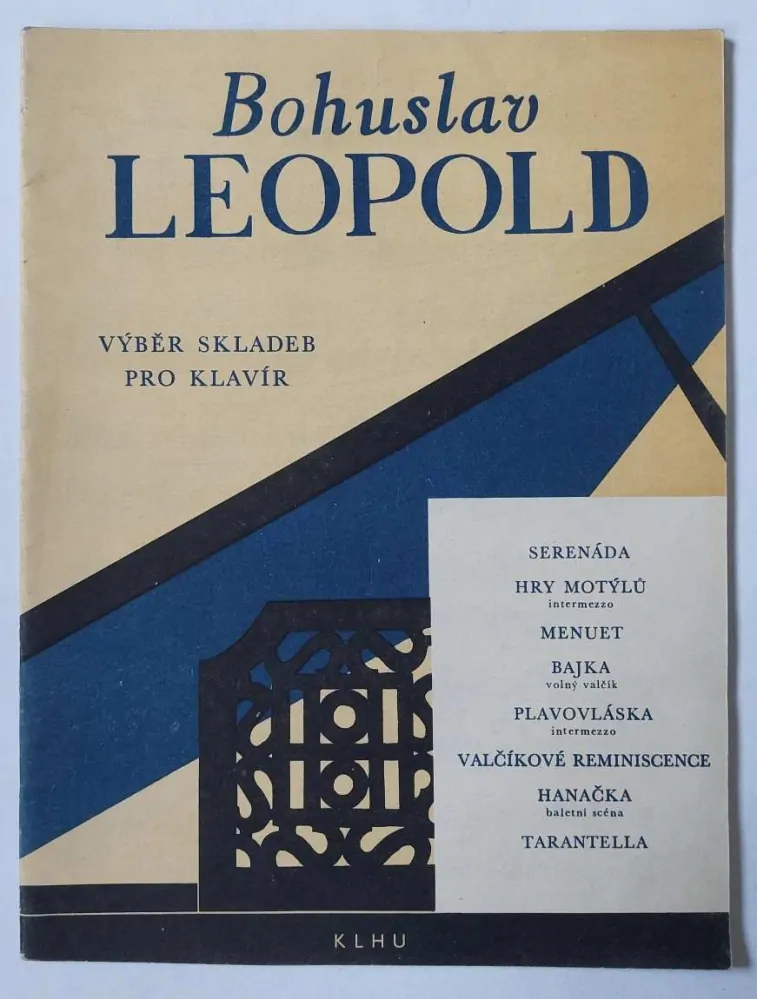 Bohuslav
LEOPOLD
VÝBĚR SKLADEB
PRO KLAVÍR
SERENÁDA
HRY MOTÝLŮ
intermezzo
MENUET
BAJKA
volný valčík
PLAVOVLÁSKA
intermezzo
VALČÍKOVÉ REMINISCENCE
HANAČKA
baletní scéna
TARANTELLA
KLHU